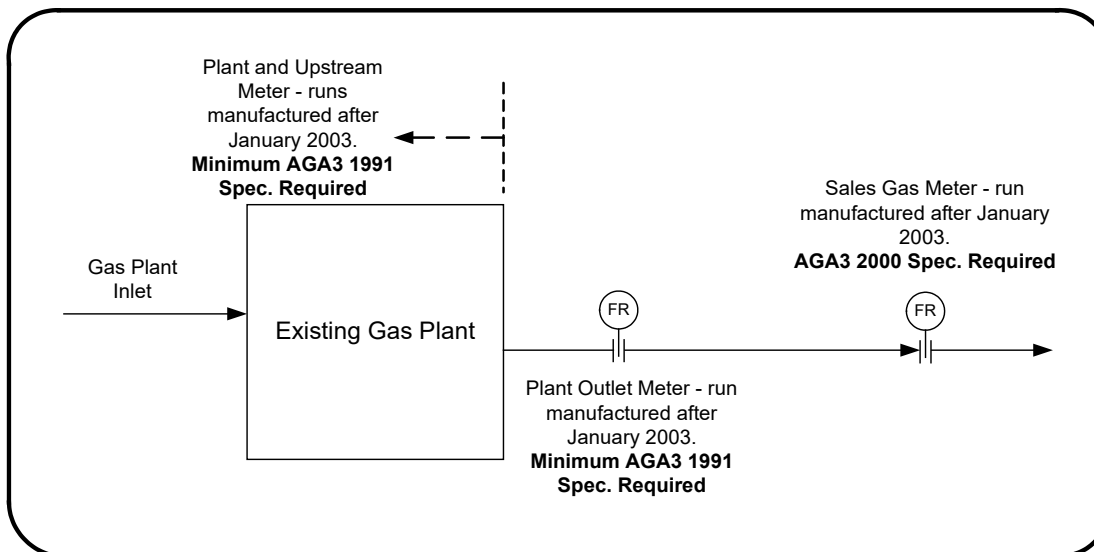 Plant and Upstream
Meter - runs
manufactured after
January 2003.
Minimum AGA3 1991
Spec. Required
Sales Gas Meter - run
manufactured after January
2003.
AGA3 2000 Spec. Required
Gas Plant
Inlet
Existing Gas Plant
FR
FR
Plant Outlet Meter - run
manufactured after
January 2003.
Minimum AGA3 1991
Spec. Required